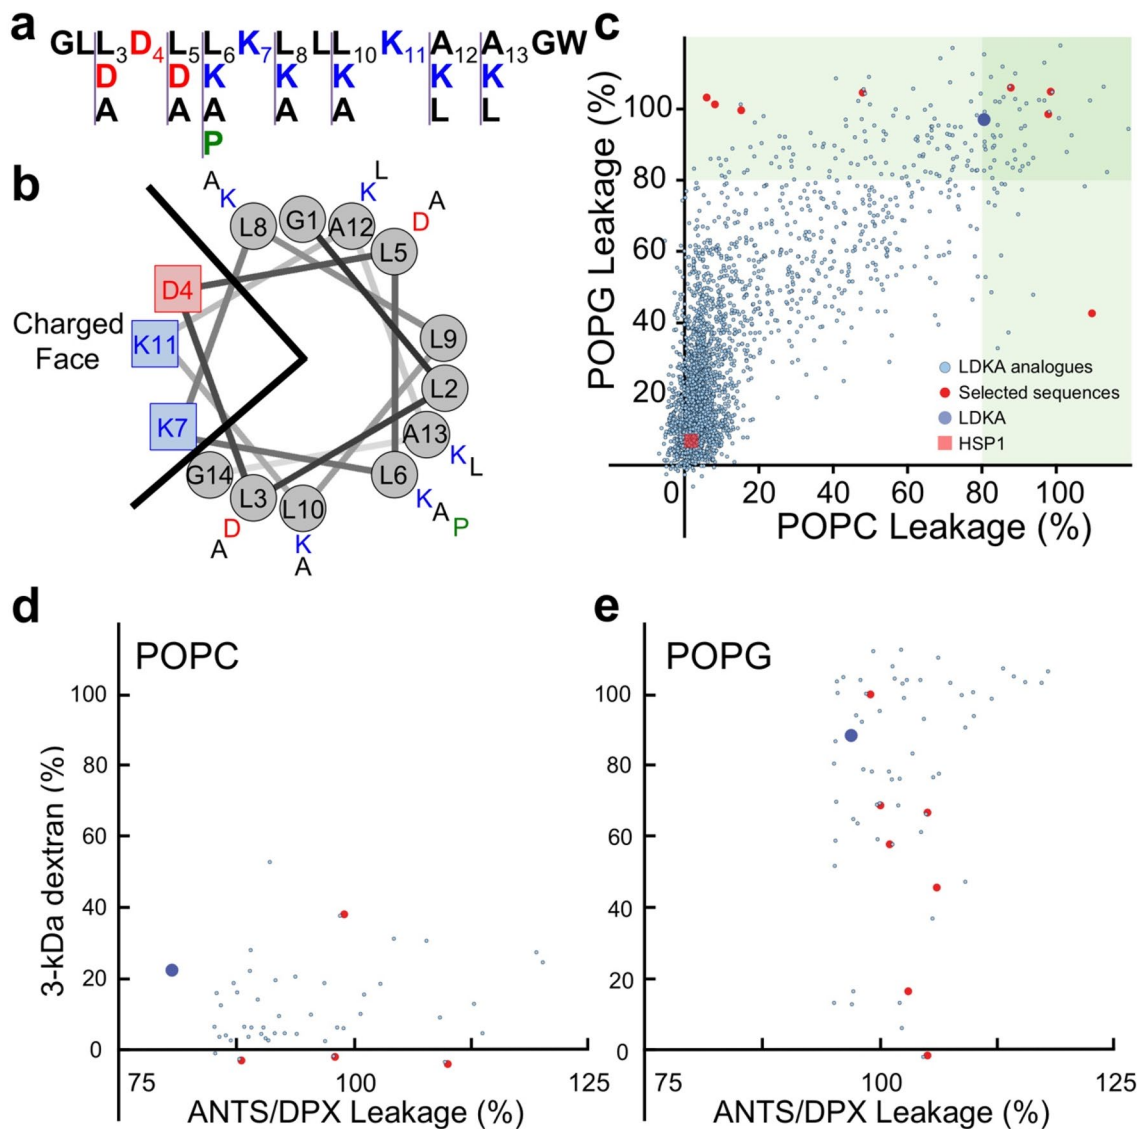 a
GLL3D4L5L6K7L8LL10K11A12A13GW
D D K K K K K
A A A A A L L
P
b
A
K
K
L
D
A
L8
G1
A12
L5
D4
Charged
Face
K11
L9
L2
K7
A13
K
L
G14
L6
L3
L10
K
A
P
D
A
K
A
c
POPG Leakage (%)
100
80
60
40
20
LDKA analogues
Selected sequences
LDKA
HSP1
0 20 40 60 80 100
POPC Leakage (%)
d
POPC
3-kDa dextran (%)
100
80
60
40
20
0
75 100 125
ANTS/DPX Leakage (%)
e
POPG
100
80
60
40
20
0
75 100 125
ANTS/DPX Leakage (%)